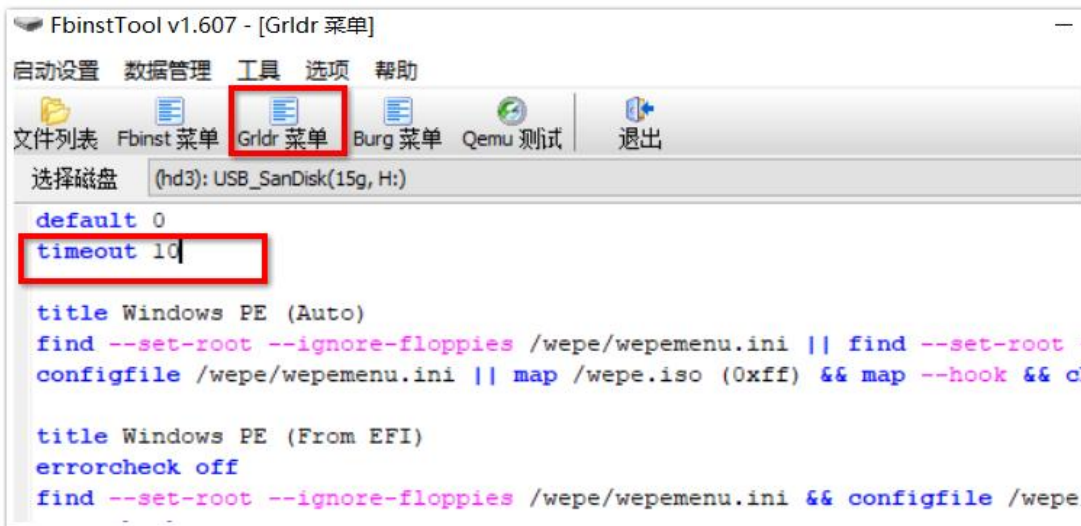 FbinstTool v1.607 - [Grldr 菜单]
启动设置 数据管理 工具 选项 帮助
文件列表 Fbinst 菜单 Grldr 菜单 Burg 菜单 Qemu 测试 退出
选择磁盘 (hd3): USB_SanDisk(15g, H:)
default 0
timeout 10
title Windows PE (Auto)
find --set-root --ignore-floppies /wepe/wepemenu.ini || find --set-root
configfile /wepe/wepemenu.ini || map /wepe.iso (0xff) && map --hook &&
title Windows PE (From EFI)
errorcheck off
find --set-root --ignore-floppies /wepe/wepemenu.ini && configfile /wepe